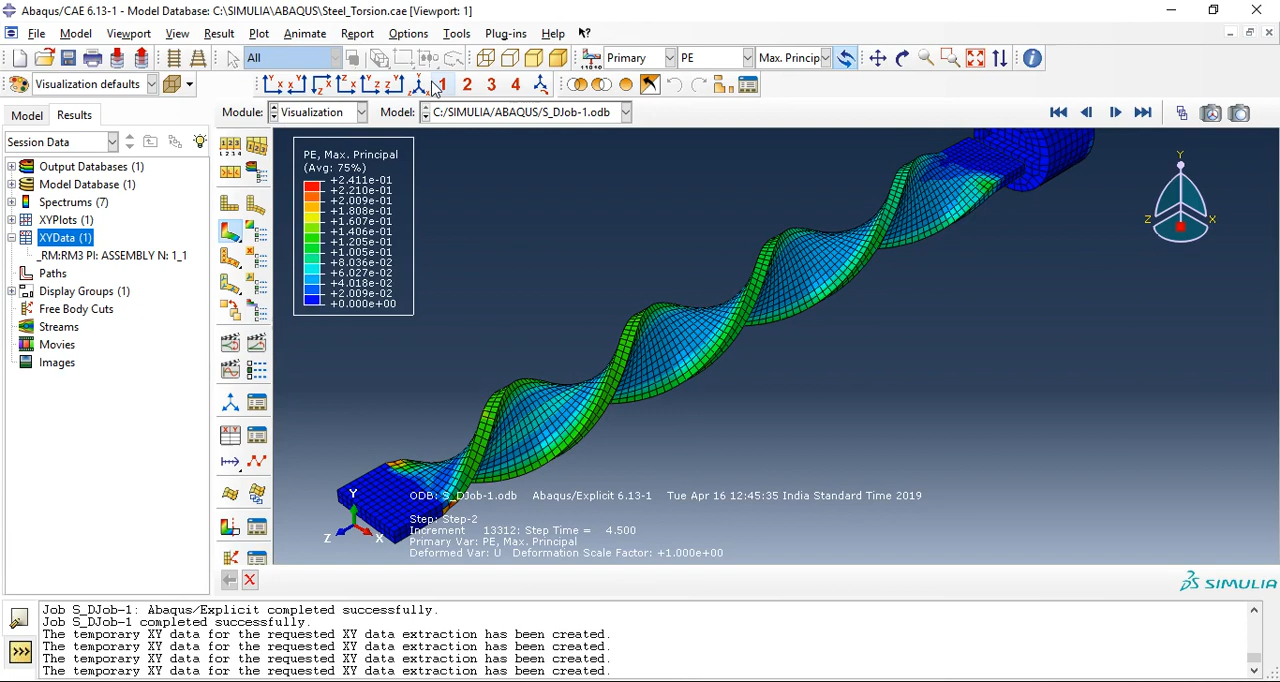 Abaqus/CAE 6.13-1 - Model Database: C:\SIMULIA\ABAQUS\Steel_Torsion.cae [Viewport: 1]
File Model Viewport View Result Plot Animate Report Options Tools Plug-ins Help
All Primary PE Max. Princip
Visualization defaults 1 2 3 4
Model Results Module: Visualization Model: C:/SIMULIA/ABAQUS/S_DJob-1.odb
Session Data
Output Databases (1)
Model Database (1)
Spectrums (7)
XYPlots (1)
XYData (1)
_RM:RM3 PI: ASSEMBLY N: 1_1
Paths
Display Groups (1)
Free Body Cuts
Streams
Movies
Images
PE, Max. Principal
(Avg: 75%)
+2.411e-01
+2.210e-01
+2.009e-01
+1.808e-01
+1.607e-01
+1.406e-01
+1.205e-01
+1.005e-01
+8.036e-02
+6.027e-02
+4.018e-02
+2.009e-02
+0.000e+00
Y
Z X
Y
Z X
ODB: S_DJob-1.odb Abaqus/Explicit 6.13-1 Tue Apr 16 12:45:35 India Standard Time 2019
Step: Step-2
Increment 13312: Step Time = 4.500
Primary Var: PE, Max. Principal
Deformed Var: U Deformation Scale Factor: +1.000e+00
SIMULIA
Job S_DJob-1: Abaqus/Explicit completed successfully.
Job S_DJob-1 completed successfully.
The temporary XY data for the requested XY data extraction has been created.
The temporary XY data for the requested XY data extraction has been created.
The temporary XY data for the requested XY data extraction has been created.
The temporary XY data for the requested XY data extraction has been created.